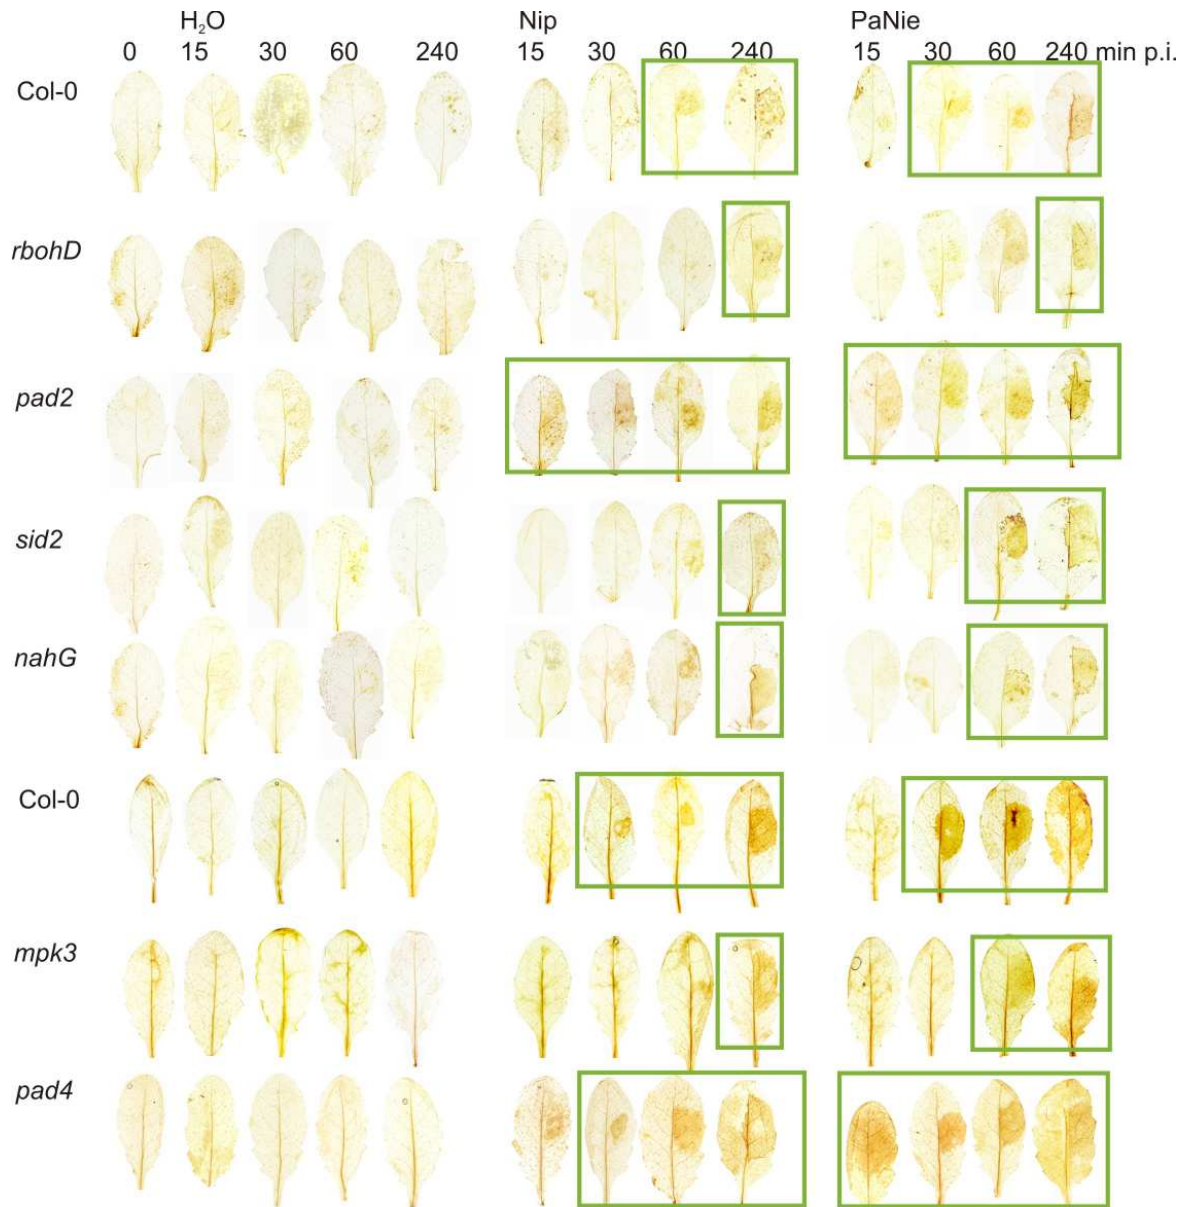 H₂O Nip PaNie
0 15 30 60 240 15 30 60 240 15 30 60 240 min p.i.
Col-0
rbohD
pad2
sid2
nahG
Col-0
mpk3
pad4